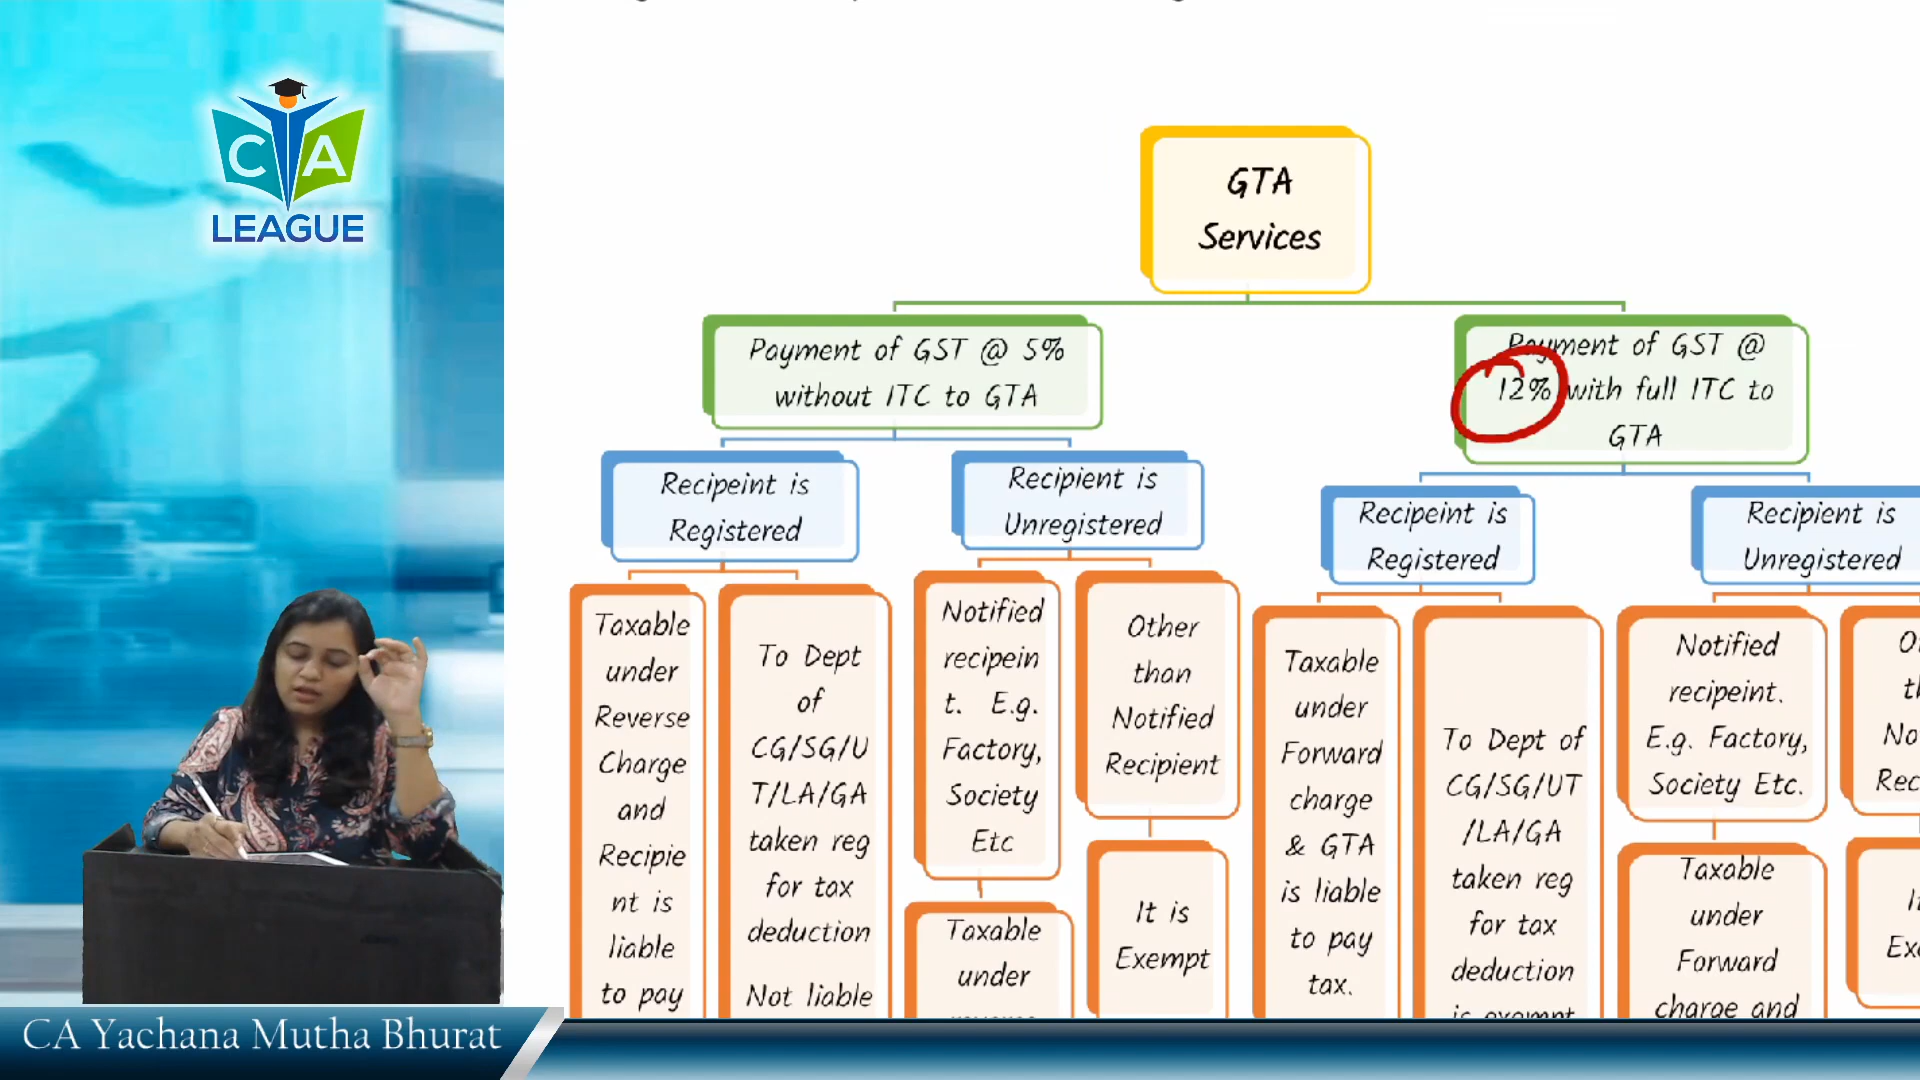 C A
LEAGUE
GTA
Services
Payment of GST @ 5%
without ITC to GTA
Payment of GST @
12% with full ITC to
GTA
Recipeint is
Registered
Recipient is
Unregistered
Recipeint is
Registered
Recipient is
Unregistered
Taxable
under
Reverse
Charge
and
Recipie
nt is
liable
to pay
To Dept
of
CG/SG/U
T/LA/GA
taken reg
for tax
deduction
Not liable
Notified
recipein
t. E.g.
Factory,
Society
Etc
Taxable
under
Other
than
Notified
Recipient
It is
Exempt
Taxable
under
Forward
charge
& GTA
is liable
to pay
tax.
To Dept of
CG/SG/UT
/LA/GA
taken reg
for tax
deduction
is exempt
Notified
recipeint.
E.g. Factory,
Society Etc.
Taxable
under
Forward
charge and
CA Yachana Mutha Bhurat